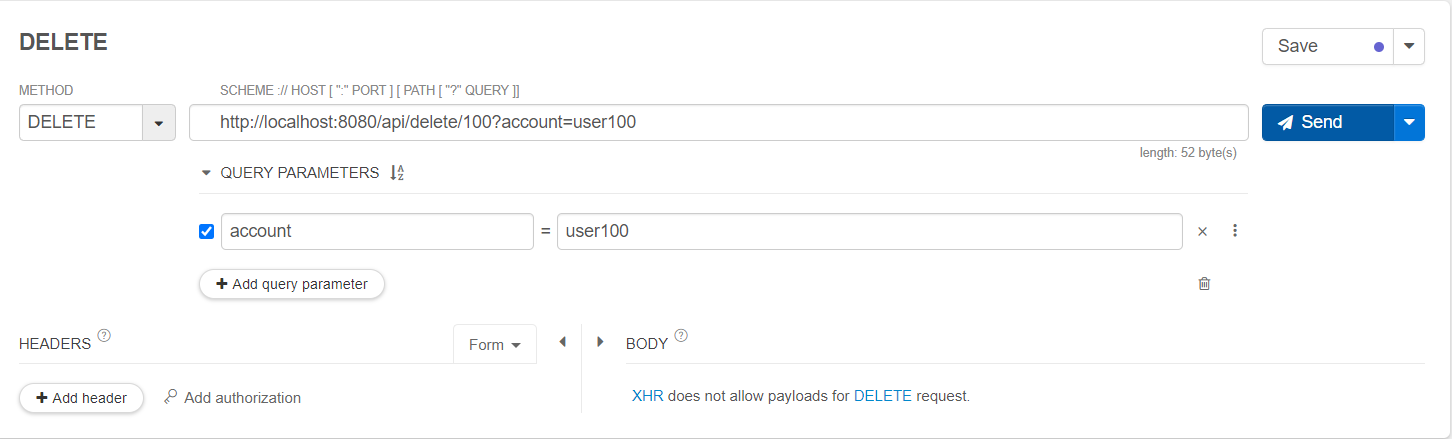 DELETE
Save
METHOD
SCHEME :// HOST [ ":" PORT ] [ PATH [ "?" QUERY ]]
DELETE
http://localhost:8080/api/delete/100?account=user100
Send
length: 52 byte(s)
QUERY PARAMETERS
account = user100
Add query parameter
HEADERS ?
Form
BODY ?
Add header
Add authorization
XHR does not allow payloads for DELETE request.